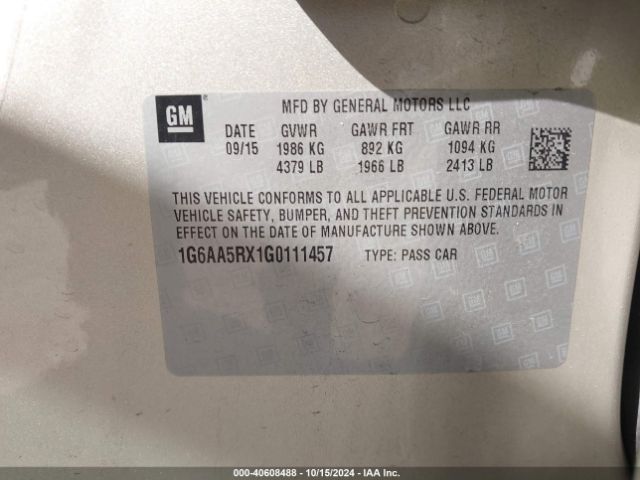 GM
MFD BY GENERAL MOTORS LLC
DATE GVWR GAWR FRT GAWR RR
09/15 1986 KG 892 KG 1094 KG
4379 LB 1966 LB 2413 LB
THIS VEHICLE CONFORMS TO ALL APPLICABLE U.S. FEDERAL MOTOR
VEHICLE SAFETY, BUMPER, AND THEFT PREVENTION STANDARDS IN
EFFECT ON THE DATE OF MANUFACTURE SHOWN ABOVE.
1G6AA5RX1G0111457 TYPE: PASS CAR
000-40608488 - 10/15/2024 - IAA Inc.